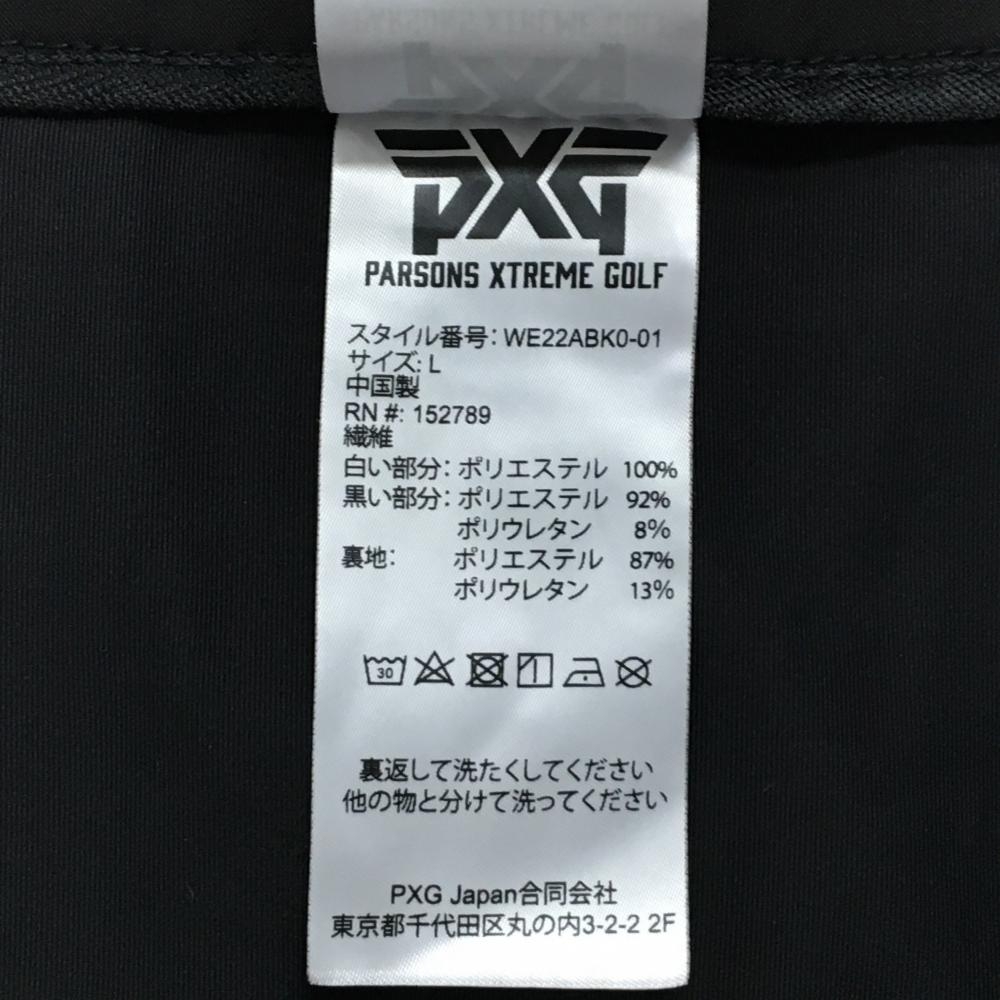 PXG
PARSONS XTREME GOLF
スタイル番号: WE22ABK0-01
サイズ: L
中国製
RN #: 152789
繊維
白い部分: ポリエステル 100%
黒い部分: ポリエステル 92%
ポリウレタン 8%
裏地: ポリエステル 87%
ポリウレタン 13%
30
裏返して洗たくしてください
他の物と分けて洗ってください
PXG Japan合同会社
東京都千代田区丸の内3-2-2 2F